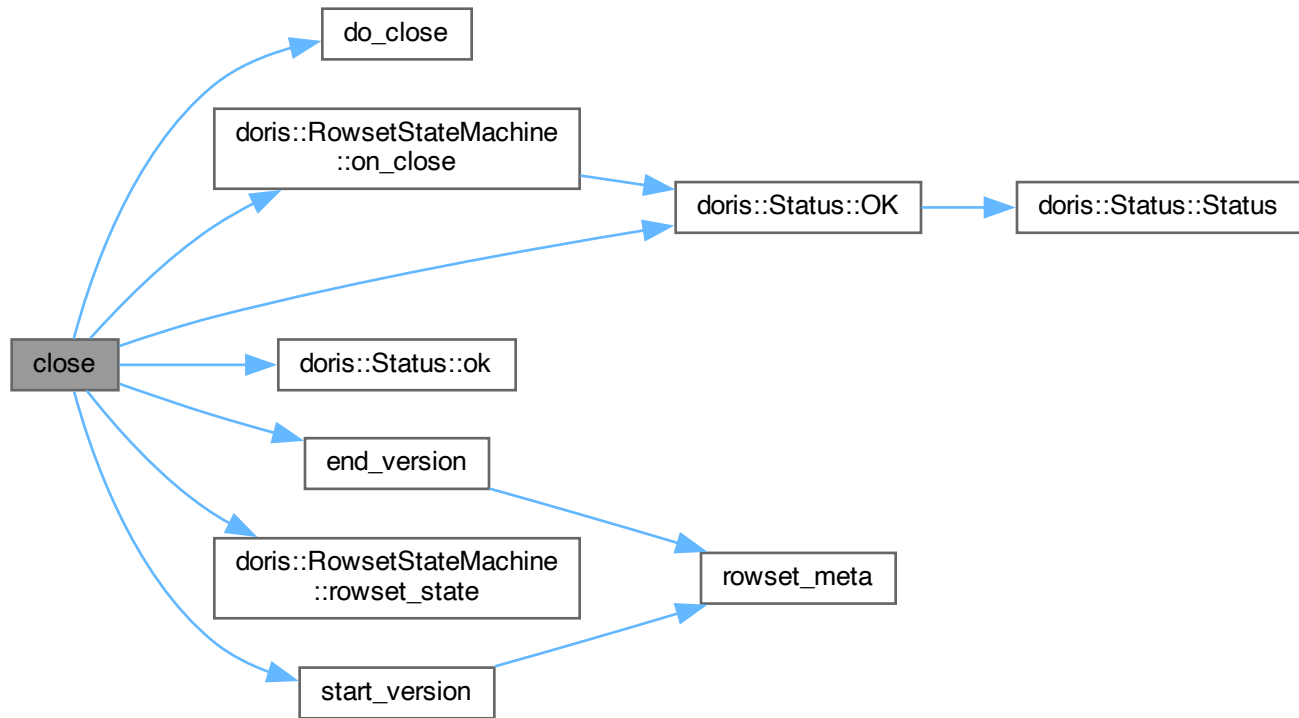 do_close
doris::RowsetStateMachine
::on_close
doris::Status::OK
doris::Status::Status
close
doris::Status::ok
end_version
doris::RowsetStateMachine
::rowset_state
rowset_meta
start_version